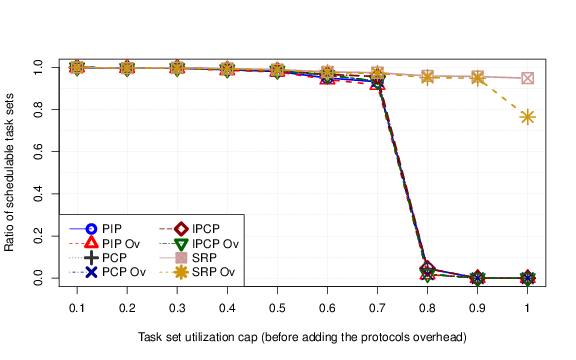 Ratio of schedulable task sets
1.0
0.8
0.6
0.4
0.2
0.0
PIP
PIP Ov
PCP
PCP Ov
IPCP
IPCP Ov
SRP
SRP Ov
0.1 0.2 0.3 0.4 0.5 0.6 0.7 0.8 0.9 1
Task set utilization cap (before adding the protocols overhead)